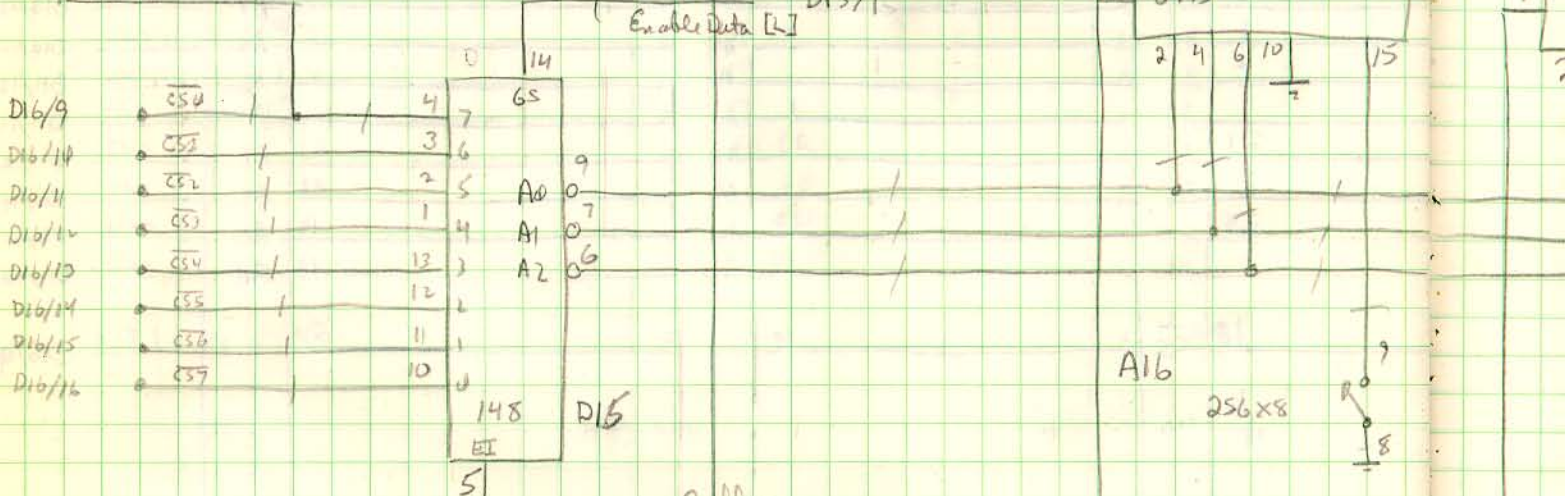 Enable Data [L]
0 14
2 4 6 10 15
GS
D16/9 CS0 4 7
D16/10 CS1 3 6
9
D16/11 CS2 2 5 A0
7
D16/12 CS3 1 4 A1
6
D16/13 CS4 13 3 A2
D16/14 CS5 12 2
D16/15 CS6 11 1
9
A16
D16/16 CS7 10 0
148 D15
256x8
EI
8
5